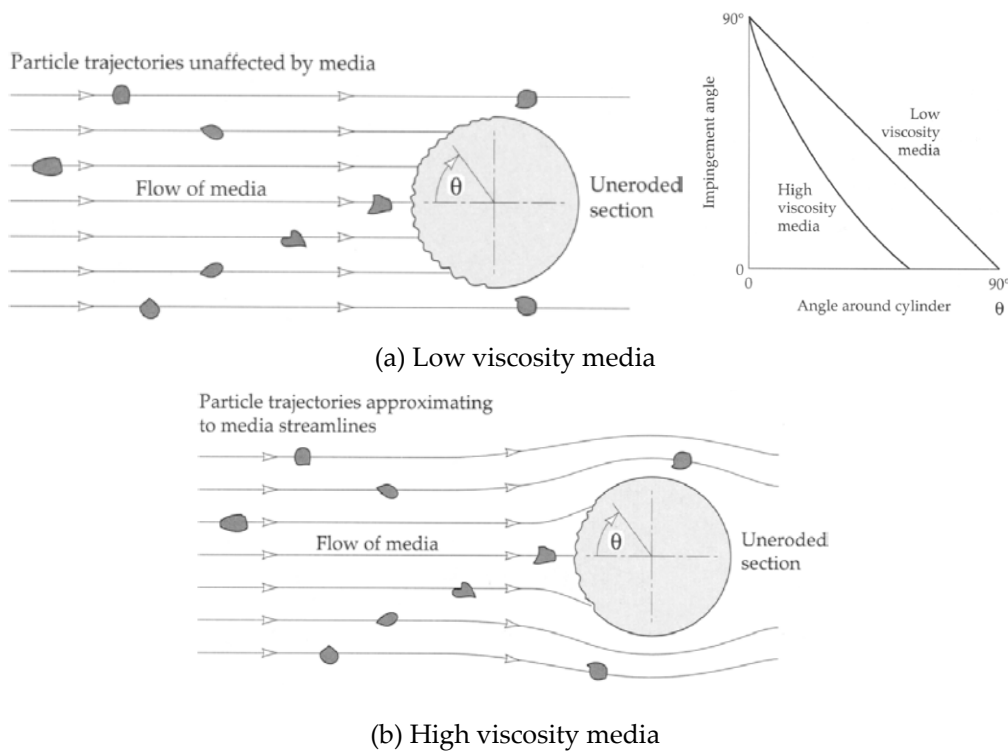 Particle trajectories unaffected by media
Flow of media
θ
Uneroded
section
90°
Impingement angle
Low
viscosity
media
High
viscosity
media
0
0
90°
Angle around cylinder
θ
(a) Low viscosity media
Particle trajectories approximating
to media streamlines
Flow of media
θ
Uneroded
section
(b) High viscosity media